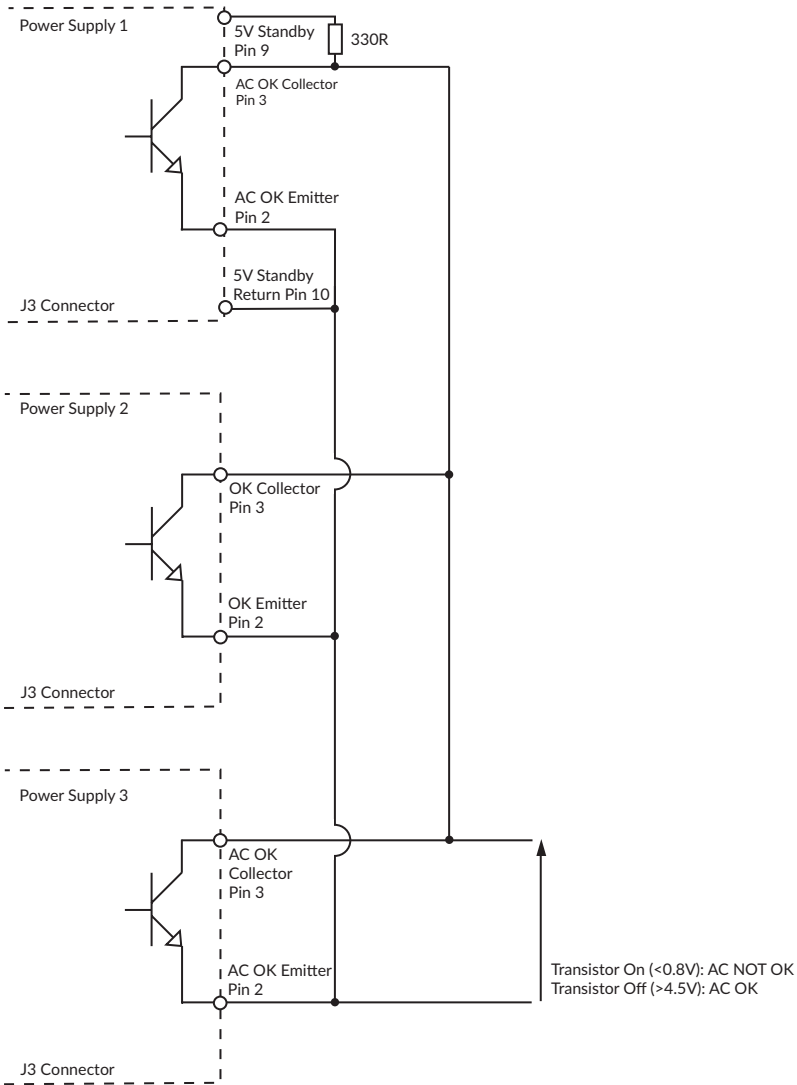 Power Supply 1
5V Standby
Pin 9
330R
AC OK Collector
Pin 3
AC OK Emitter
Pin 2
5V Standby
Return Pin 10
J3 Connector
Power Supply 2
OK Collector
Pin 3
OK Emitter
Pin 2
J3 Connector
Power Supply 3
AC OK
Collector
Pin 3
AC OK Emitter
Pin 2
Transistor On (<0.8V): AC NOT OK
Transistor Off (>4.5V): AC OK
J3 Connector